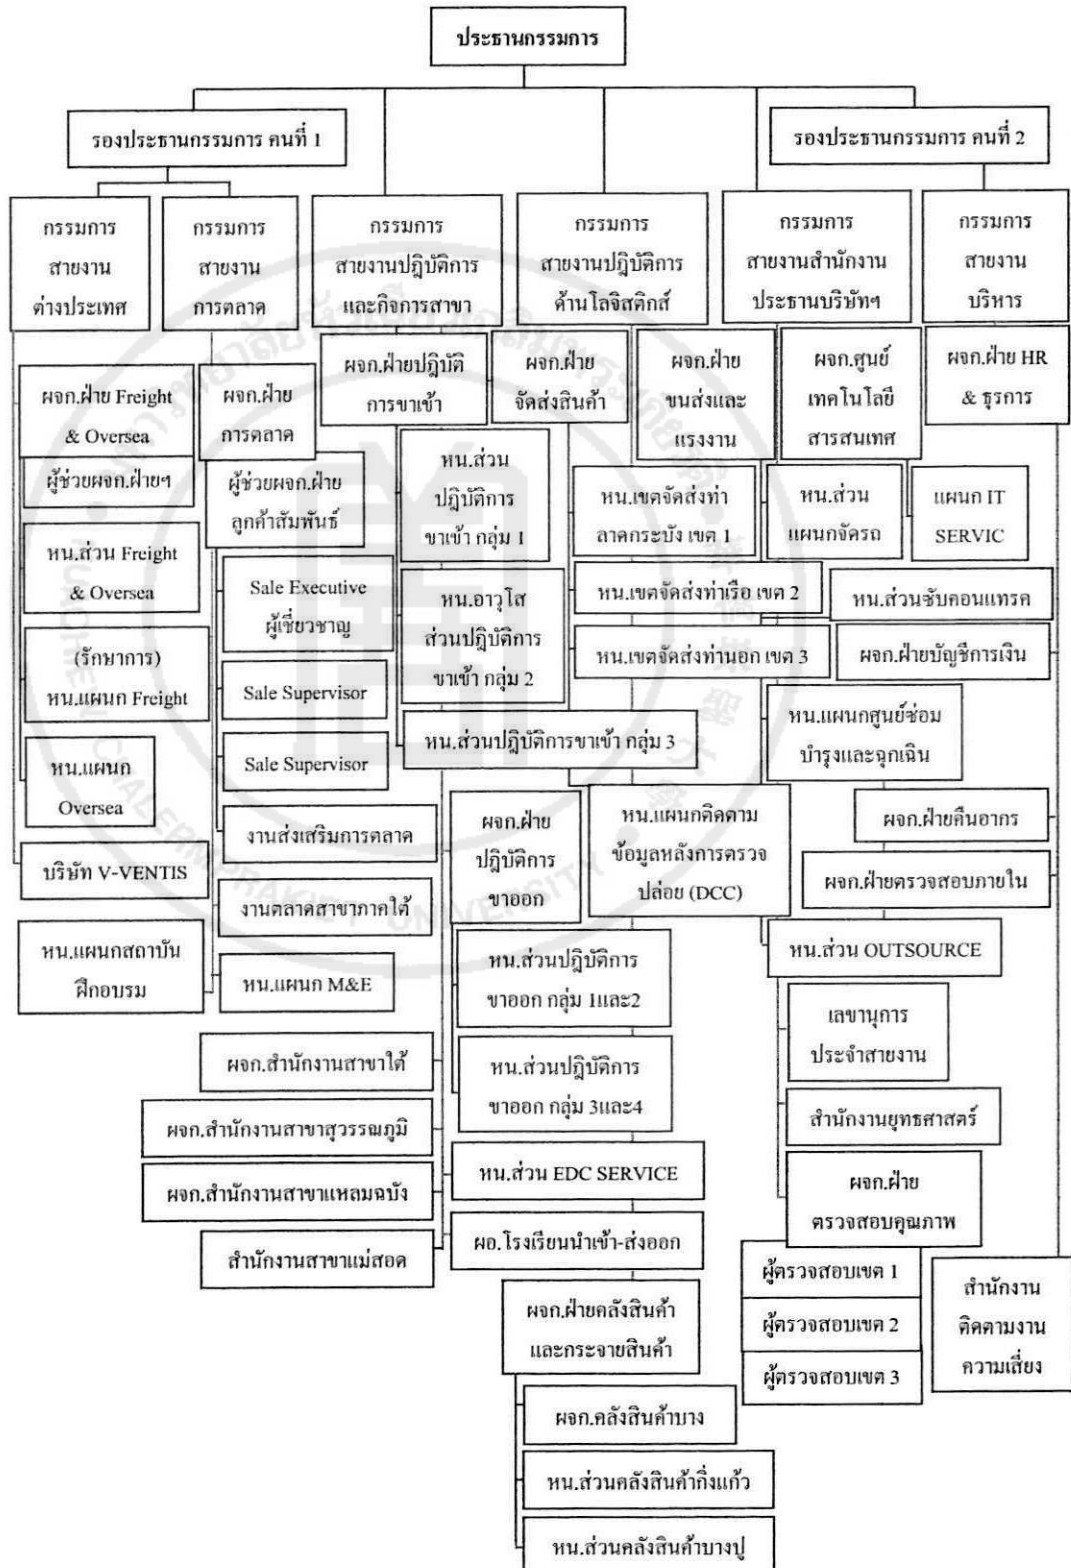 ประธานกรรมการ
รองประธานกรรมการ คนที่ 1
รองประธานกรรมการ คนที่ 2
กรรมการ
สายงาน
ต่างประเทศ
กรรมการ
สายงาน
การตลาด
กรรมการ
สายงานปฏิบัติการ
และกิจการสาขา
กรรมการ
สายงานปฏิบัติการ
ด้านโลจิสติกส์
กรรมการ
สายงานสำนักงาน
ประธานบริษัทฯ
กรรมการ
สายงาน
บริหาร
ผจก.ฝ่าย Freight
& Oversea
ผู้ช่วยผจก.ฝ่ายฯ
หน.ส่วน Freight
& Oversea
(รักษาการ)
หน.แผนก Freight
หน.แผนก
Oversea
บริษัท V-VENTIS
หน.แผนกสถาบัน
ฝึกอบรม
ผจก.ฝ่าย
การตลาด
ผู้ช่วยผจก.ฝ่าย
ลูกค้าสัมพันธ์
Sale Executive
ผู้เชี่ยวชาญ
Sale Supervisor
Sale Supervisor
งานส่งเสริมการตลาด
งานตลาดสาขาภาคใต้
หน.แผนก M&E
ผจก.ฝ่ายปฏิบัติ
การขาเข้า
หน.ส่วน
ปฏิบัติการ
ขาเข้า กลุ่ม 1
หน.อาวุโส
ส่วนปฏิบัติการ
ขาเข้า กลุ่ม 2
หน.ส่วนปฏิบัติการขาเข้า กลุ่ม 3
ผจก.ฝ่าย
ปฏิบัติการ
ขาออก
หน.ส่วนปฏิบัติการ
ขาออก กลุ่ม 1และ2
หน.ส่วนปฏิบัติการ
ขาออก กลุ่ม 3และ4
ผจก.สำนักงานสาขาใต้
ผจก.สำนักงานสาขาสุวรรณภูมิ
ผจก.สำนักงานสาขาแหลมฉบัง
สำนักงานสาขาแม่สอด
หน.ส่วน EDC SERVICE
ผอ.โรงเรียนนำเข้า-ส่งออก
ผจก.ฝ่าย
จัดส่งสินค้า
หน.เขตจัดส่งท่า
ลาดกระบัง เขต 1
หน.เขตจัดส่งท่าเรือ เขต 2
หน.เขตจัดส่งท่านอก เขต 3
หน.แผนกติดตาม
ข้อมูลหลังการตรวจ
ปล่อย (DCC)
ผจก.ฝ่าย
ขนส่งและ
แรงงาน
หน.ส่วน
แผนกจัดรถ
หน.ส่วนซับคอนแทรค
หน.แผนกศูนย์ซ่อม
บำรุงและฉุกเฉิน
หน.ส่วน OUTSOURCE
ผจก.ฝ่ายคลังสินค้า
และกระจายสินค้า
ผจก.คลังสินค้าบาง
หน.ส่วนคลังสินค้ากิ่งแก้ว
หน.ส่วนคลังสินค้าบางปู
ผจก.ศูนย์
เทคโนโลยี
สารสนเทศ
แผนก IT
SERVIC
เลขานุการ
ประจำสายงาน
สำนักงานยุทธศาสตร์
ผจก.ฝ่าย
ตรวจสอบคุณภาพ
ผู้ตรวจสอบเขต 1
ผู้ตรวจสอบเขต 2
ผู้ตรวจสอบเขต 3
ผจก.ฝ่าย HR
& ธุรการ
ผจก.ฝ่ายบัญชีการเงิน
ผจก.ฝ่ายคืนอากร
ผจก.ฝ่ายตรวจสอบภายใน
สำนักงาน
ติดตามงาน
ความเสี่ยง